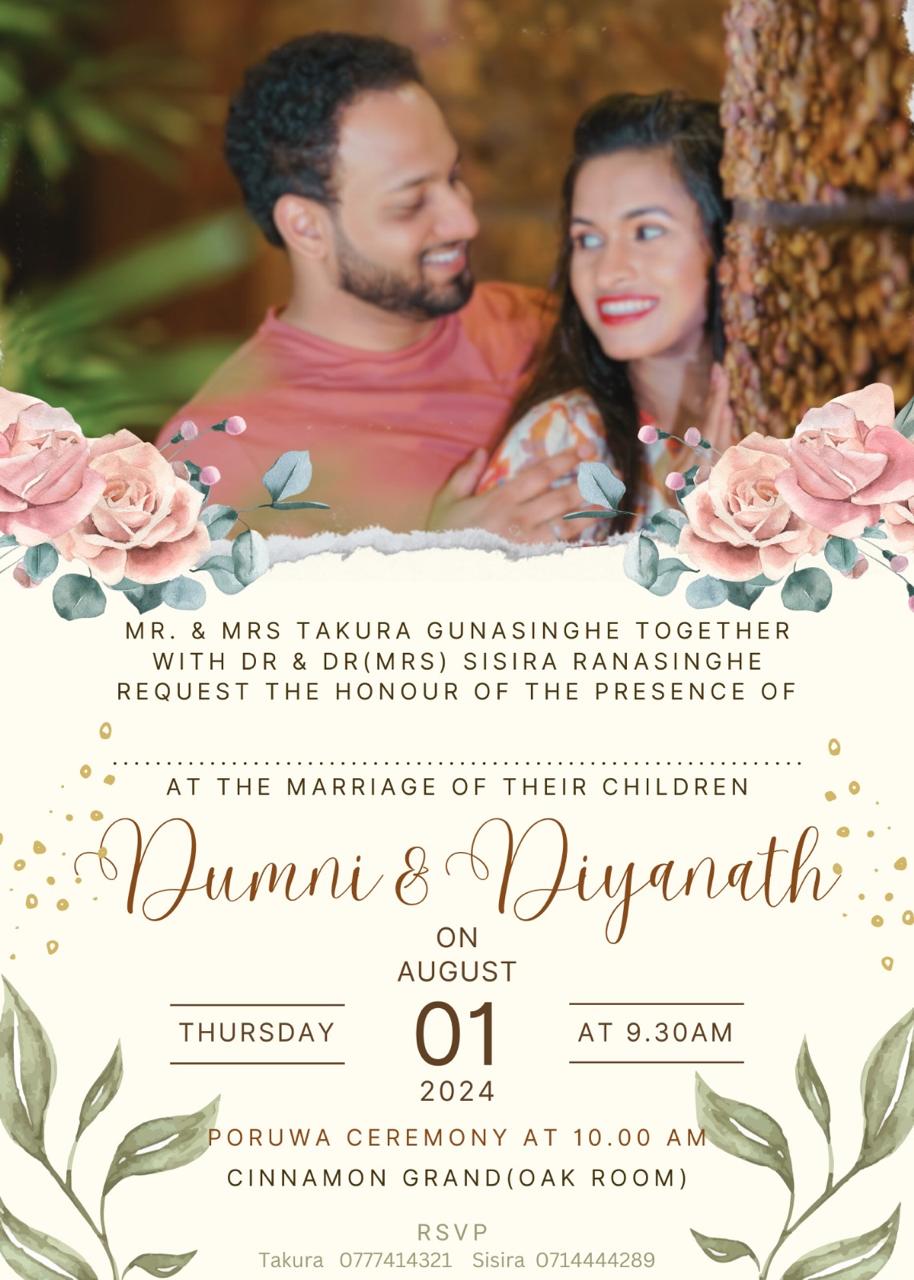 MR. & MRS TAKURA GUNASINGHE TOGETHER
WITH DR & DR(MRS) SISIRA RANASINGHE
REQUEST THE HONOUR OF THE PRESENCE OF
............................................................
AT THE MARRIAGE OF THEIR CHILDREN
Dumni & Diyanath
ON
AUGUST
THURSDAY 01 AT 9.30AM
2024
PORUWA CEREMONY AT 10.00 AM
CINNAMON GRAND(OAK ROOM)
RSVP
Takura 0777414321 Sisira 0714444289